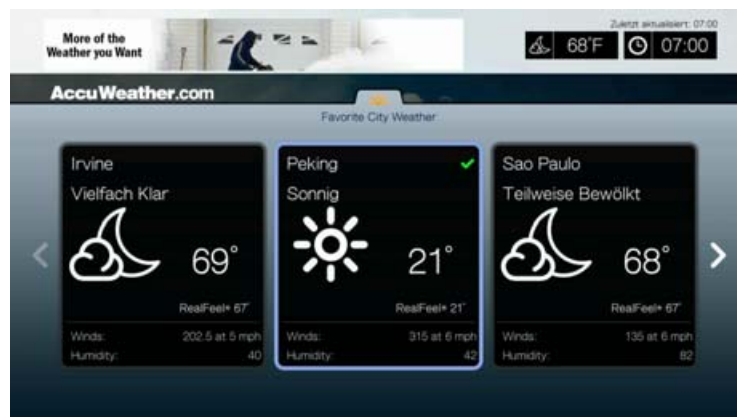 More of the
Weather you Want
Zuletzt aktualisiert: 07:00
68°F
07:00
AccuWeather.com
Favorite City Weather
Irvine
Vielfach Klar
69°
RealFeel® 67°
Winds: 202.5 at 5 mph
Humidity: 40
Peking
Sonnig
21°
RealFeel® 21°
Winds: 315 at 6 mph
Humidity: 42
Sao Paulo
Teilweise Bewölkt
68°
RealFeel® 67°
Winds: 135 at 6 mph
Humidity: 82